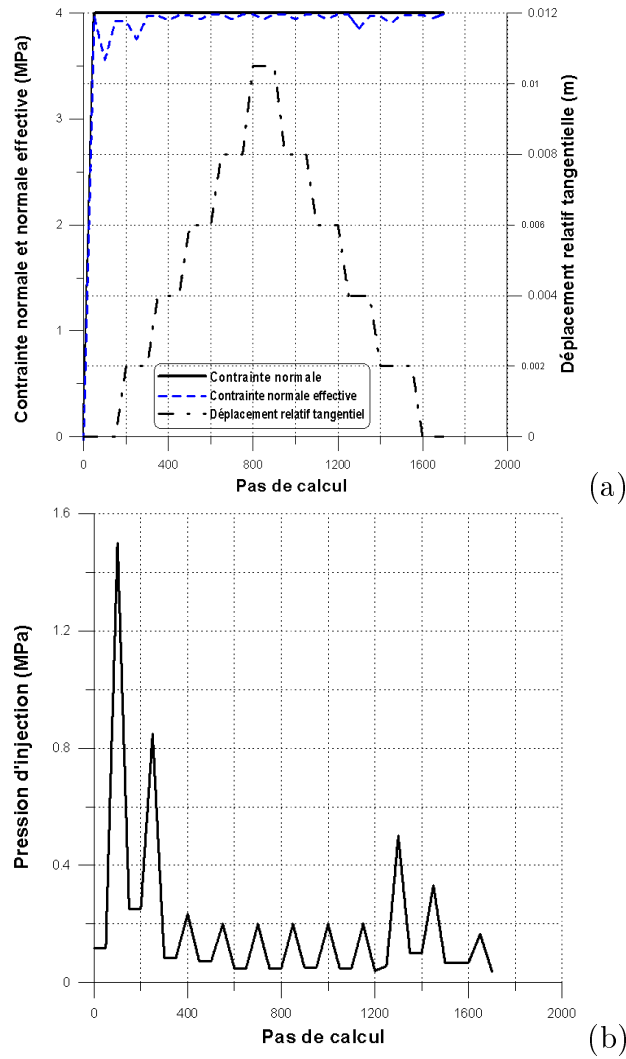 Contrainte normale et normale effective (MPa)
4
3
2
1
0
0.012
0.01
0.008
0.006
0.004
0.002
0
Déplacement relatif tangentielle (m)
Contrainte normale
Contrainte normale effective
Déplacement relatif tangentiel
0 400 800 1200 1600 2000
Pas de calcul
(a)
Pression d'injection (MPa)
1.6
1.2
0.8
0.4
0
0 400 800 1200 1600 2000
Pas de calcul
(b)